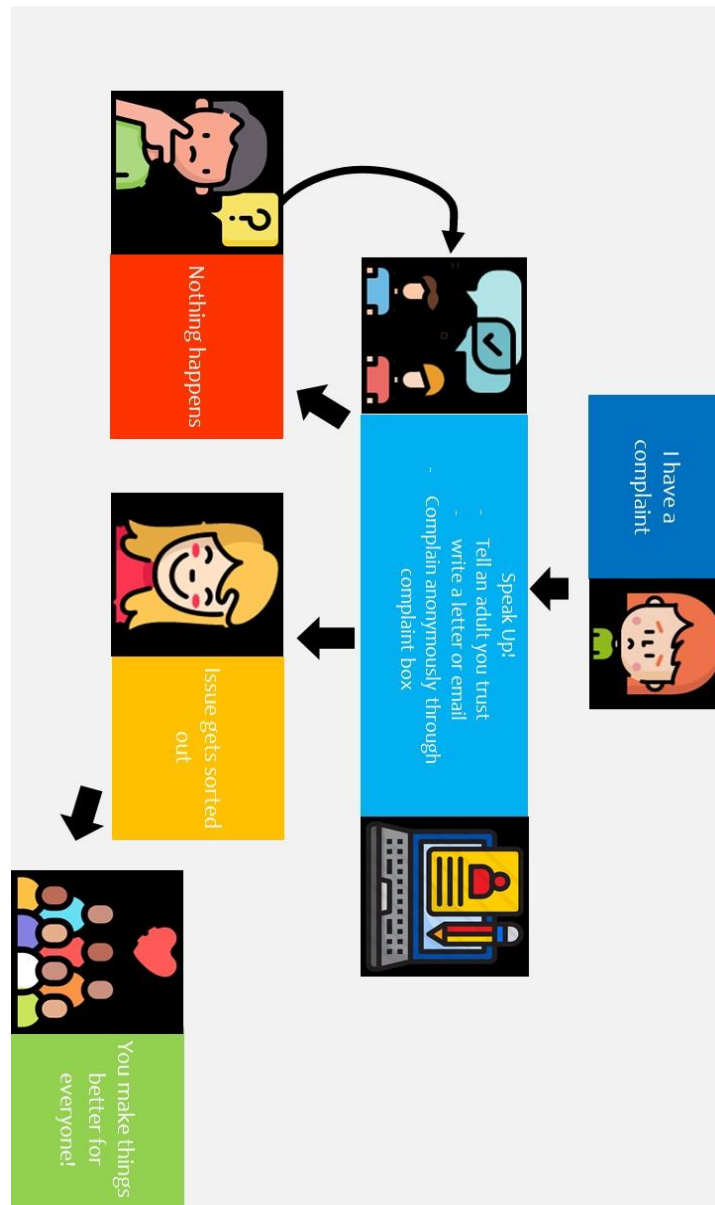 I have a
complaint
Speak Up!
- Tell an adult you trust
- write a letter or email
- Complain anonymously through
complaint box
?
Nothing happens
Issue gets sorted
out
You make things
better for
everyone!